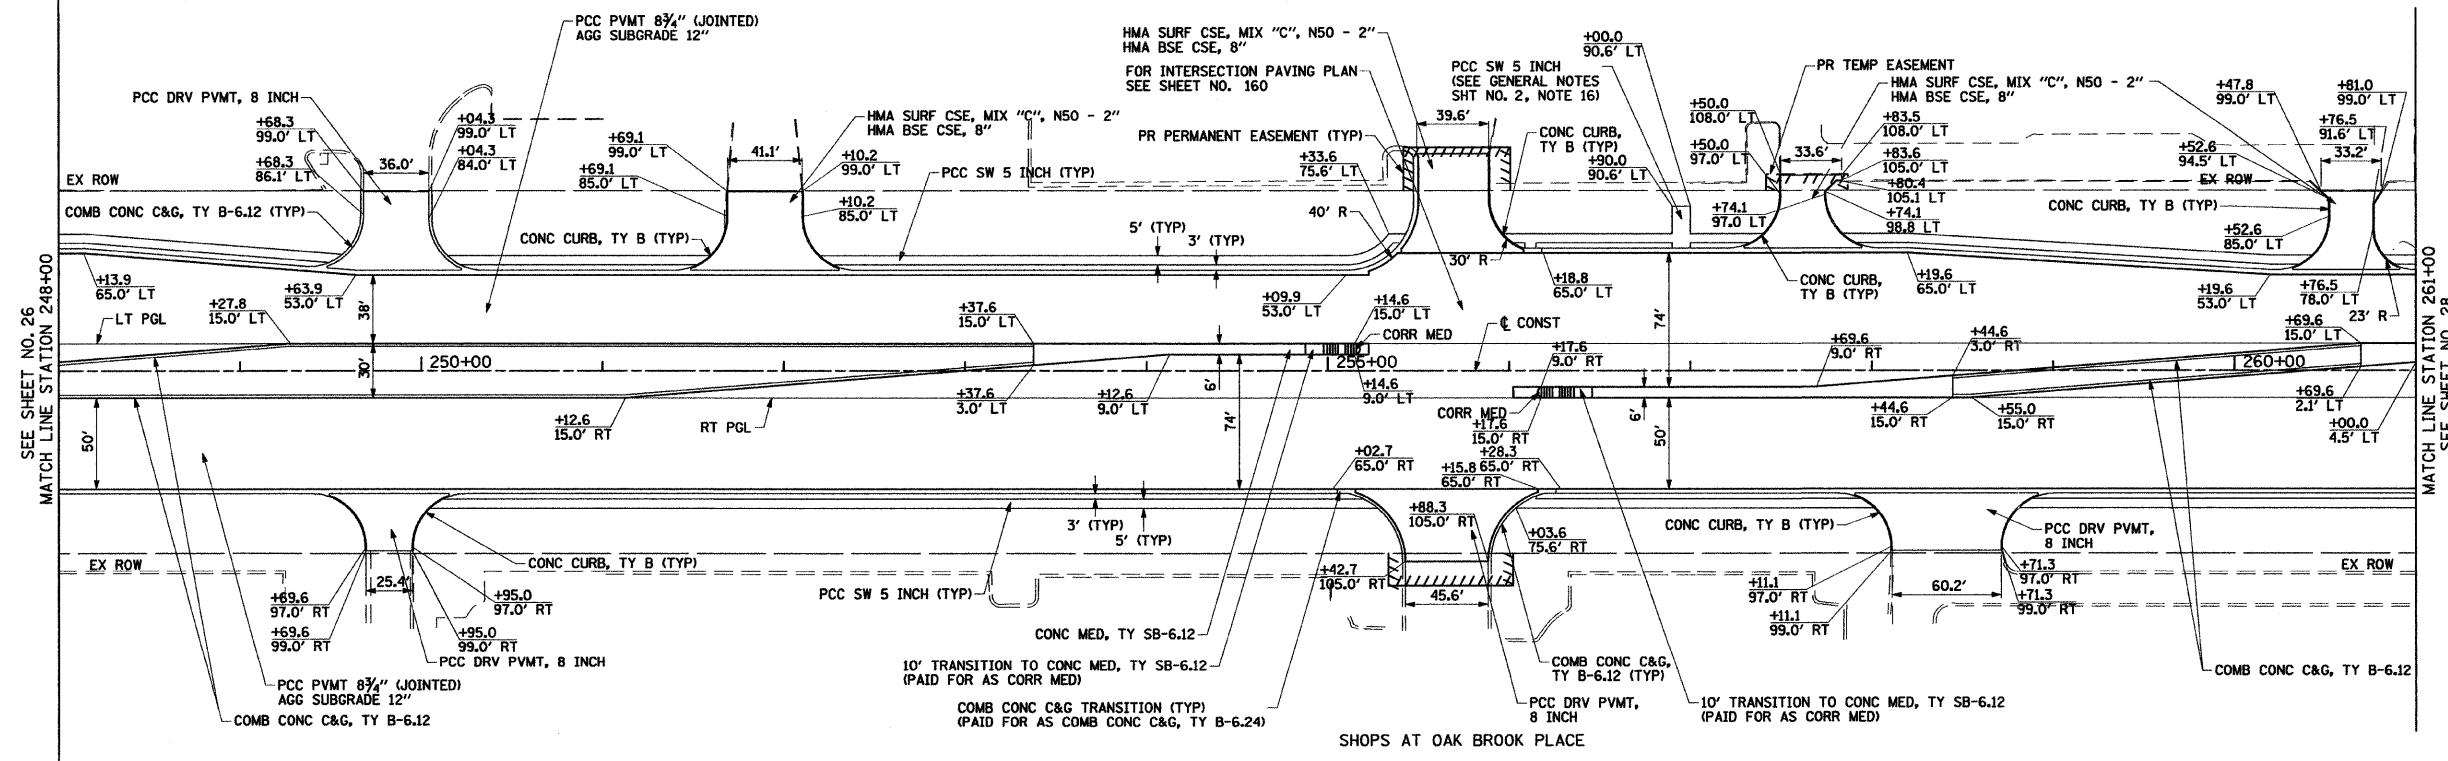 PCC PVMT 8¾" (JOINTED)
AGG SUBGRADE 12"
HMA SURF CSE, MIX "C", N50 - 2"
HMA BSE CSE, 8"
FOR INTERSECTION PAVING PLAN
SEE SHEET NO. 160
PCC SW 5 INCH
(SEE GENERAL NOTES
SHT NO. 2, NOTE 16)
+00.0
90.6' LT
PR TEMP EASEMENT
HMA SURF CSE, MIX "C", N50 - 2"
HMA BSE CSE, 8"
+47.8
99.0' LT
+81.0
99.0' LT
PCC DRV PVMT, 8 INCH
+68.3
99.0' LT
+04.3
99.0' LT
+68.3
86.1' LT
+04.3
84.0' LT
36.0'
+69.1
99.0' LT
+69.1
85.0' LT
41.1'
HMA SURF CSE, MIX "C", N50 - 2"
HMA BSE CSE, 8"
+10.2
99.0' LT
+10.2
85.0' LT
PCC SW 5 INCH (TYP)
PR PERMANENT EASEMENT (TYP)
39.6'
CONC CURB,
TY B (TYP)
+33.6
75.6' LT
+90.0
90.6' LT
+50.0
108.0' LT
+50.0
97.0' LT
33.6'
+83.5
108.0' LT
+83.6
105.0' LT
+80.4
105.1 LT
+74.1
97.0 LT
+74.1
98.8 LT
+76.5
91.6' LT
+52.6
94.5' LT
33.2'
EX ROW
EX ROW
COMB CONC C&G, TY B-6.12 (TYP)
CONC CURB, TY B (TYP)
5' (TYP)
3' (TYP)
40' R
30' R
CONC CURB,
TY B (TYP)
CONC CURB, TY B (TYP)
+52.6
85.0' LT
+13.9
65.0' LT
+63.9
53.0' LT
+27.8
15.0' LT
LT PGL
38'
30'
+37.6
15.0' LT
+09.9
53.0' LT
+14.6
15.0' LT
CORR MED
+18.8
65.0' LT
74'
+19.6
65.0' LT
+19.6
53.0' LT
+76.5
78.0' LT
23' R
+69.6
15.0' LT
℄ CONST
SEE SHEET NO. 26
MATCH LINE STATION 248+00
250+00
255+00
260+00
MATCH LINE STATION 261+00
SEE SHEET NO. 28
+17.6
9.0' RT
+69.6
9.0' RT
+44.6
3.0' RT
+12.6
15.0' RT
RT PGL
+37.6
3.0' LT
+12.6
9.0' LT
6'
74'
+14.6
9.0' LT
CORR MED
+17.6
15.0' RT
6'
50'
+44.6
15.0' RT
+55.0
15.0' RT
+69.6
2.1' LT
+00.0
4.5' LT
50'
+02.7
65.0' RT
+15.8
65.0' RT
+28.3
65.0' RT
3' (TYP)
5' (TYP)
+88.3
105.0' RT
+03.6
75.6' RT
CONC CURB, TY B (TYP)
PCC DRV PVMT,
8 INCH
EX ROW
EX ROW
25.4'
CONC CURB, TY B (TYP)
+69.6
97.0' RT
+95.0
97.0' RT
+69.6
99.0' RT
+95.0
99.0' RT
PCC SW 5 INCH (TYP)
+42.7
105.0' RT
45.6'
+11.1
97.0' RT
+11.1
99.0' RT
60.2'
+71.3
97.0' RT
+71.3
99.0' RT
PCC DRV PVMT, 8 INCH
PCC PVMT 8¾" (JOINTED)
AGG SUBGRADE 12"
COMB CONC C&G, TY B-6.12
CONC MED, TY SB-6.12
10' TRANSITION TO CONC MED, TY SB-6.12
(PAID FOR AS CORR MED)
COMB CONC C&G TRANSITION (TYP)
(PAID FOR AS COMB CONC C&G, TY B-6.24)
COMB CONC C&G,
TY B-6.12 (TYP)
PCC DRV PVMT,
8 INCH
10' TRANSITION TO CONC MED, TY SB-6.12
(PAID FOR AS CORR MED)
COMB CONC C&G, TY B-6.12
SHOPS AT OAK BROOK PLACE